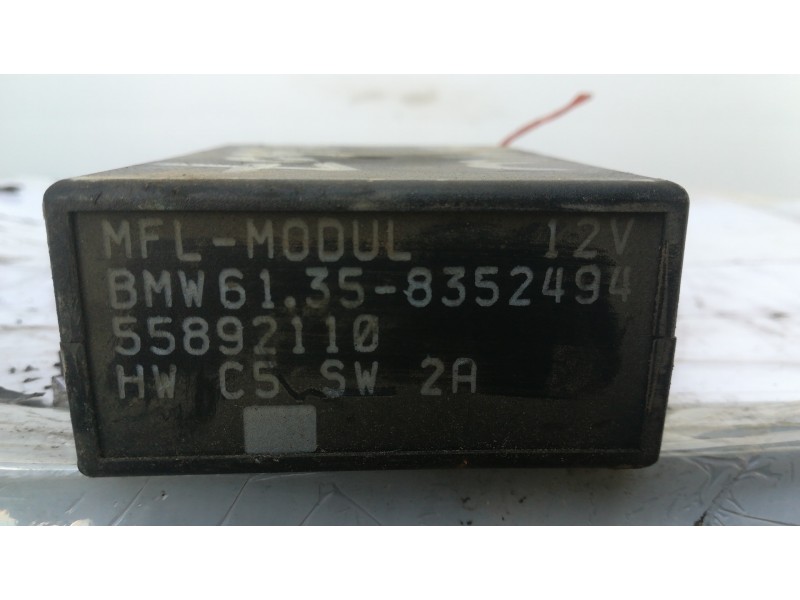 MFL-MODUL 12V
BMW61.35-8352494
55892110
HW C5 SW 2A